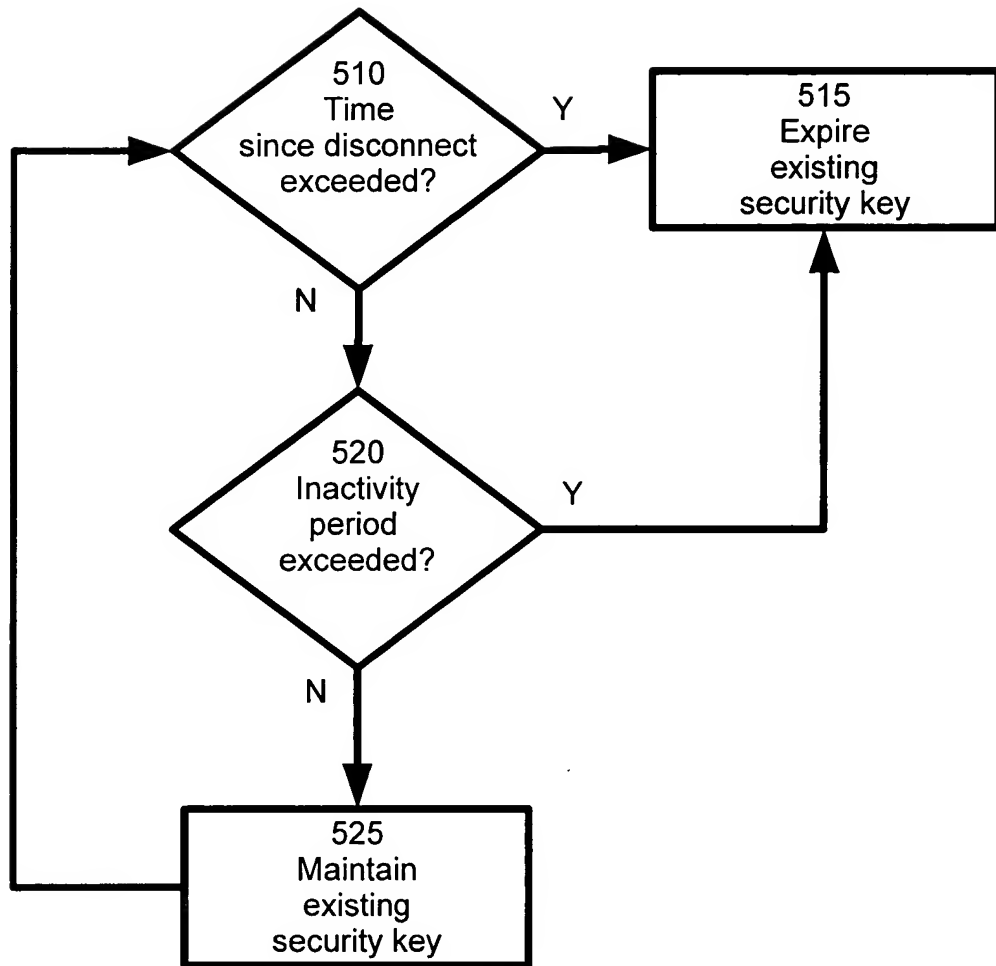 510
Time
since disconnect
exceeded?
Y
515
Expire
existing
security key
N
520
Inactivity
period
exceeded?
Y
N
525
Maintain
existing
security key